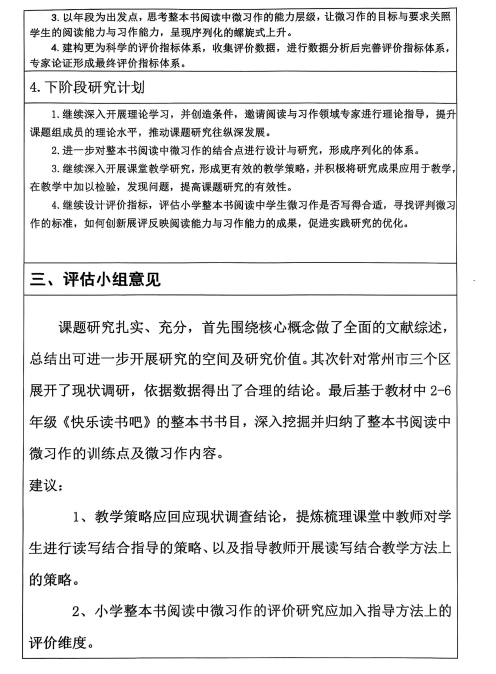 3. 以年段为出发点，思考整本书阅读中微习作的能力层级，让微习作的目标与要求关照
学生的阅读能力与习作能力，呈现序列化的螺旋式上升。
4. 建构更为科学的评价指标体系，收集评价数据，进行数据分析后完善评价指标体系，
专家论证形成最终评价指标体系。
4.下阶段研究计划
1.继续深入开展理论学习，并创造条件，邀请阅读与习作领域专家进行理论指导，提升
课题组成员的理论水平，推动课题研究往纵深发展。
2.进一步对整本书阅读中微习作的结合点进行设计与研究，形成序列化的体系。
3.继续深入开展课堂教学研究，形成更有效的教学策略，并积极将研究成果应用于教学，
在教学中加以检验，发现问题，提高课题研究的有效性。
4.继续设计评价指标，评估小学整本书阅读中学生微习作是否写得合适，寻找评判微习
作的标准，如何创新展评反映阅读能力与习作能力的成果，促进实践研究的优化。
三、评估小组意见
课题研究扎实、充分，首先围绕核心概念做了全面的文献综述，
总结出可进一步开展研究的空间及研究价值。其次针对常州市三个区
展开了现状调研，依据数据得出了合理的结论。最后基于教材中 2-6
年级《快乐读书吧》的整本书书目，深入挖掘并归纳了整本书阅读中
微习作的训练点及微习作内容。
建议：
1、教学策略应回应现状调查结论，提炼梳理课堂中教师对学
生进行读写结合指导的策略、以及指导教师开展读写结合教学方法上
的策略。
2、小学整本书阅读中微习作的评价研究应加入指导方法上的
评价维度。